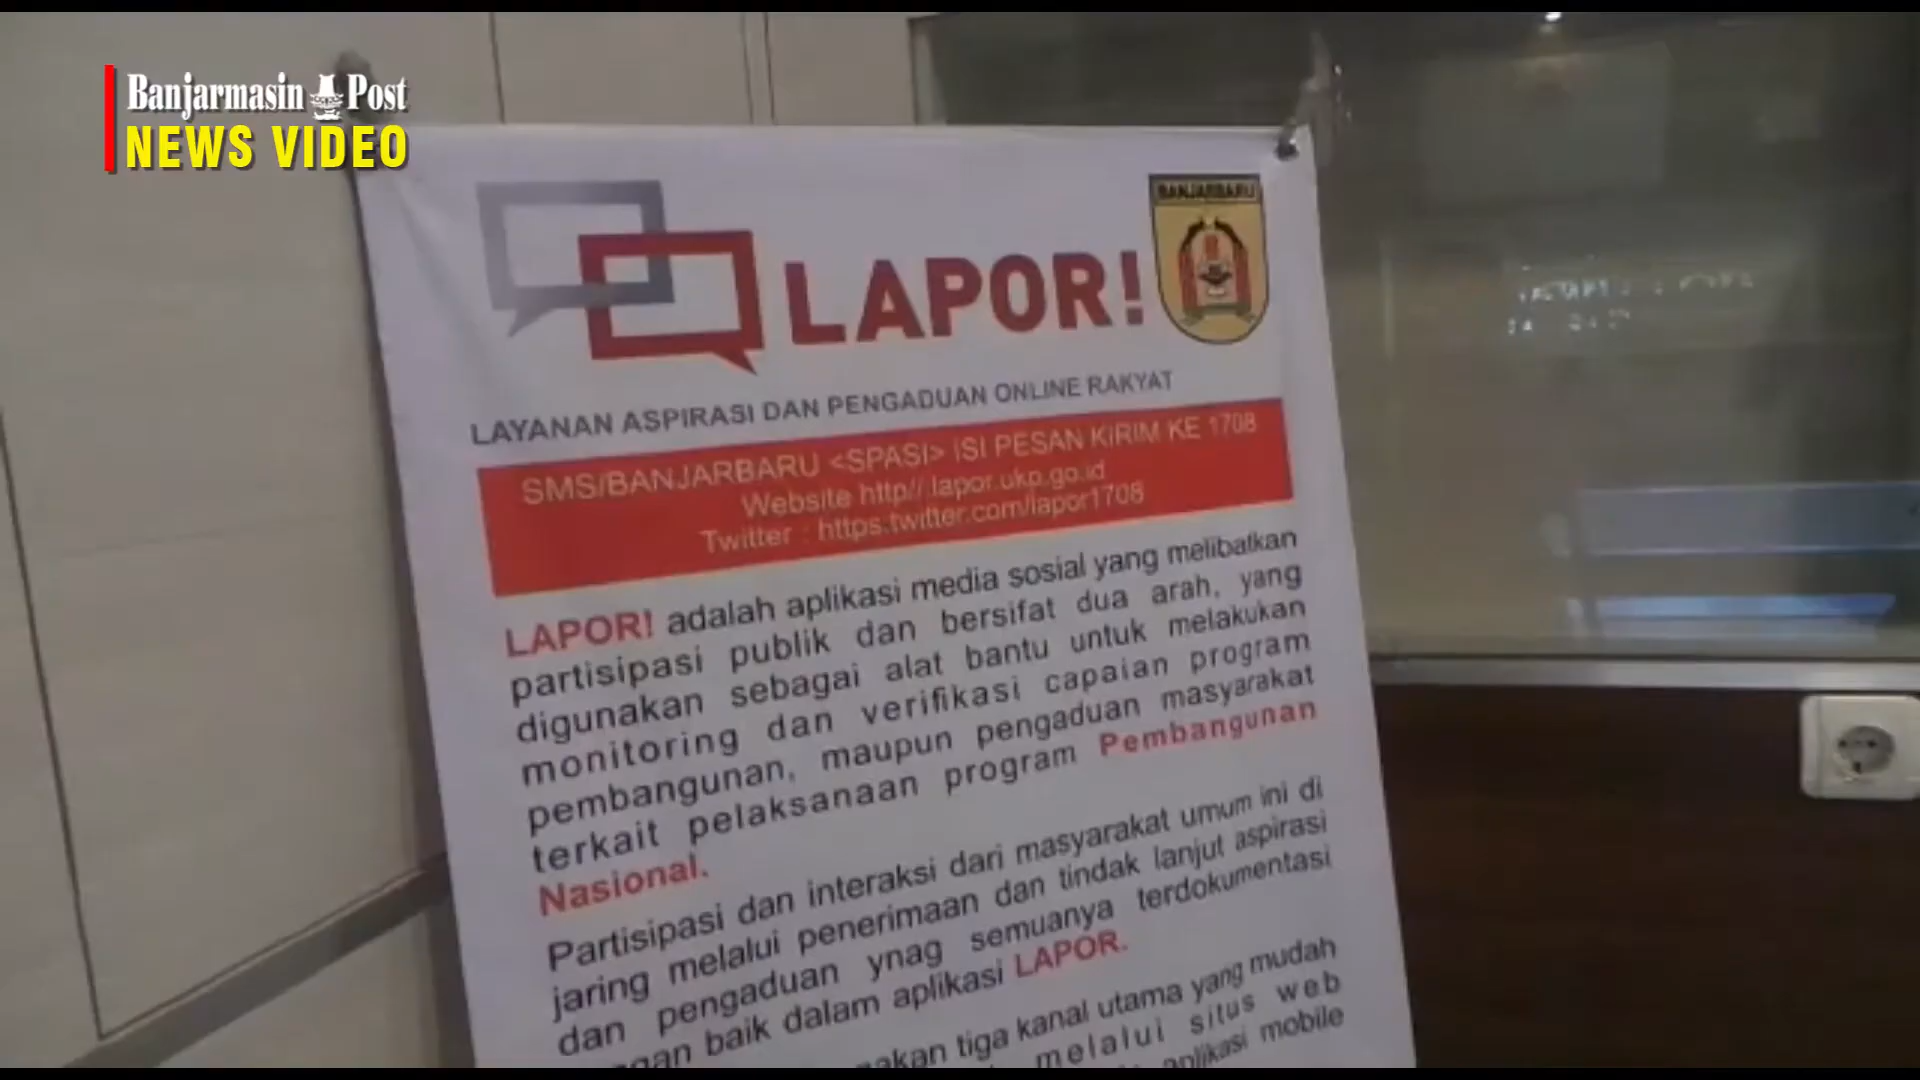 Banjarmasin Post
NEWS VIDEO
LAPOR!
BANJARBARU
LAYANAN ASPIRASI DAN PENGADUAN ONLINE RAKYAT
SMS/BANJARBARU <SPASI> ISI PESAN KIRIM KE 1708
Website http//:lapor.ukp.go.id
Twitter : https:twitter.com/lapor1708
LAPOR! adalah aplikasi media sosial yang melibatkan
partisipasi publik dan bersifat dua arah, yang
digunakan sebagai alat bantu untuk melakukan
monitoring dan verifikasi capaian program
pembangunan, maupun pengaduan masyarakat
terkait pelaksanaan program Pembangunan
Nasional.
Partisipasi dan interaksi dari masyarakat umum ini di
jaring melalui penerimaan dan tindak lanjut aspirasi
dan pengaduan ynag semuanya terdokumentasi
baik dalam aplikasi LAPOR.
tiga kanal utama yang mudah
melalui situs web
aplikasi mobile